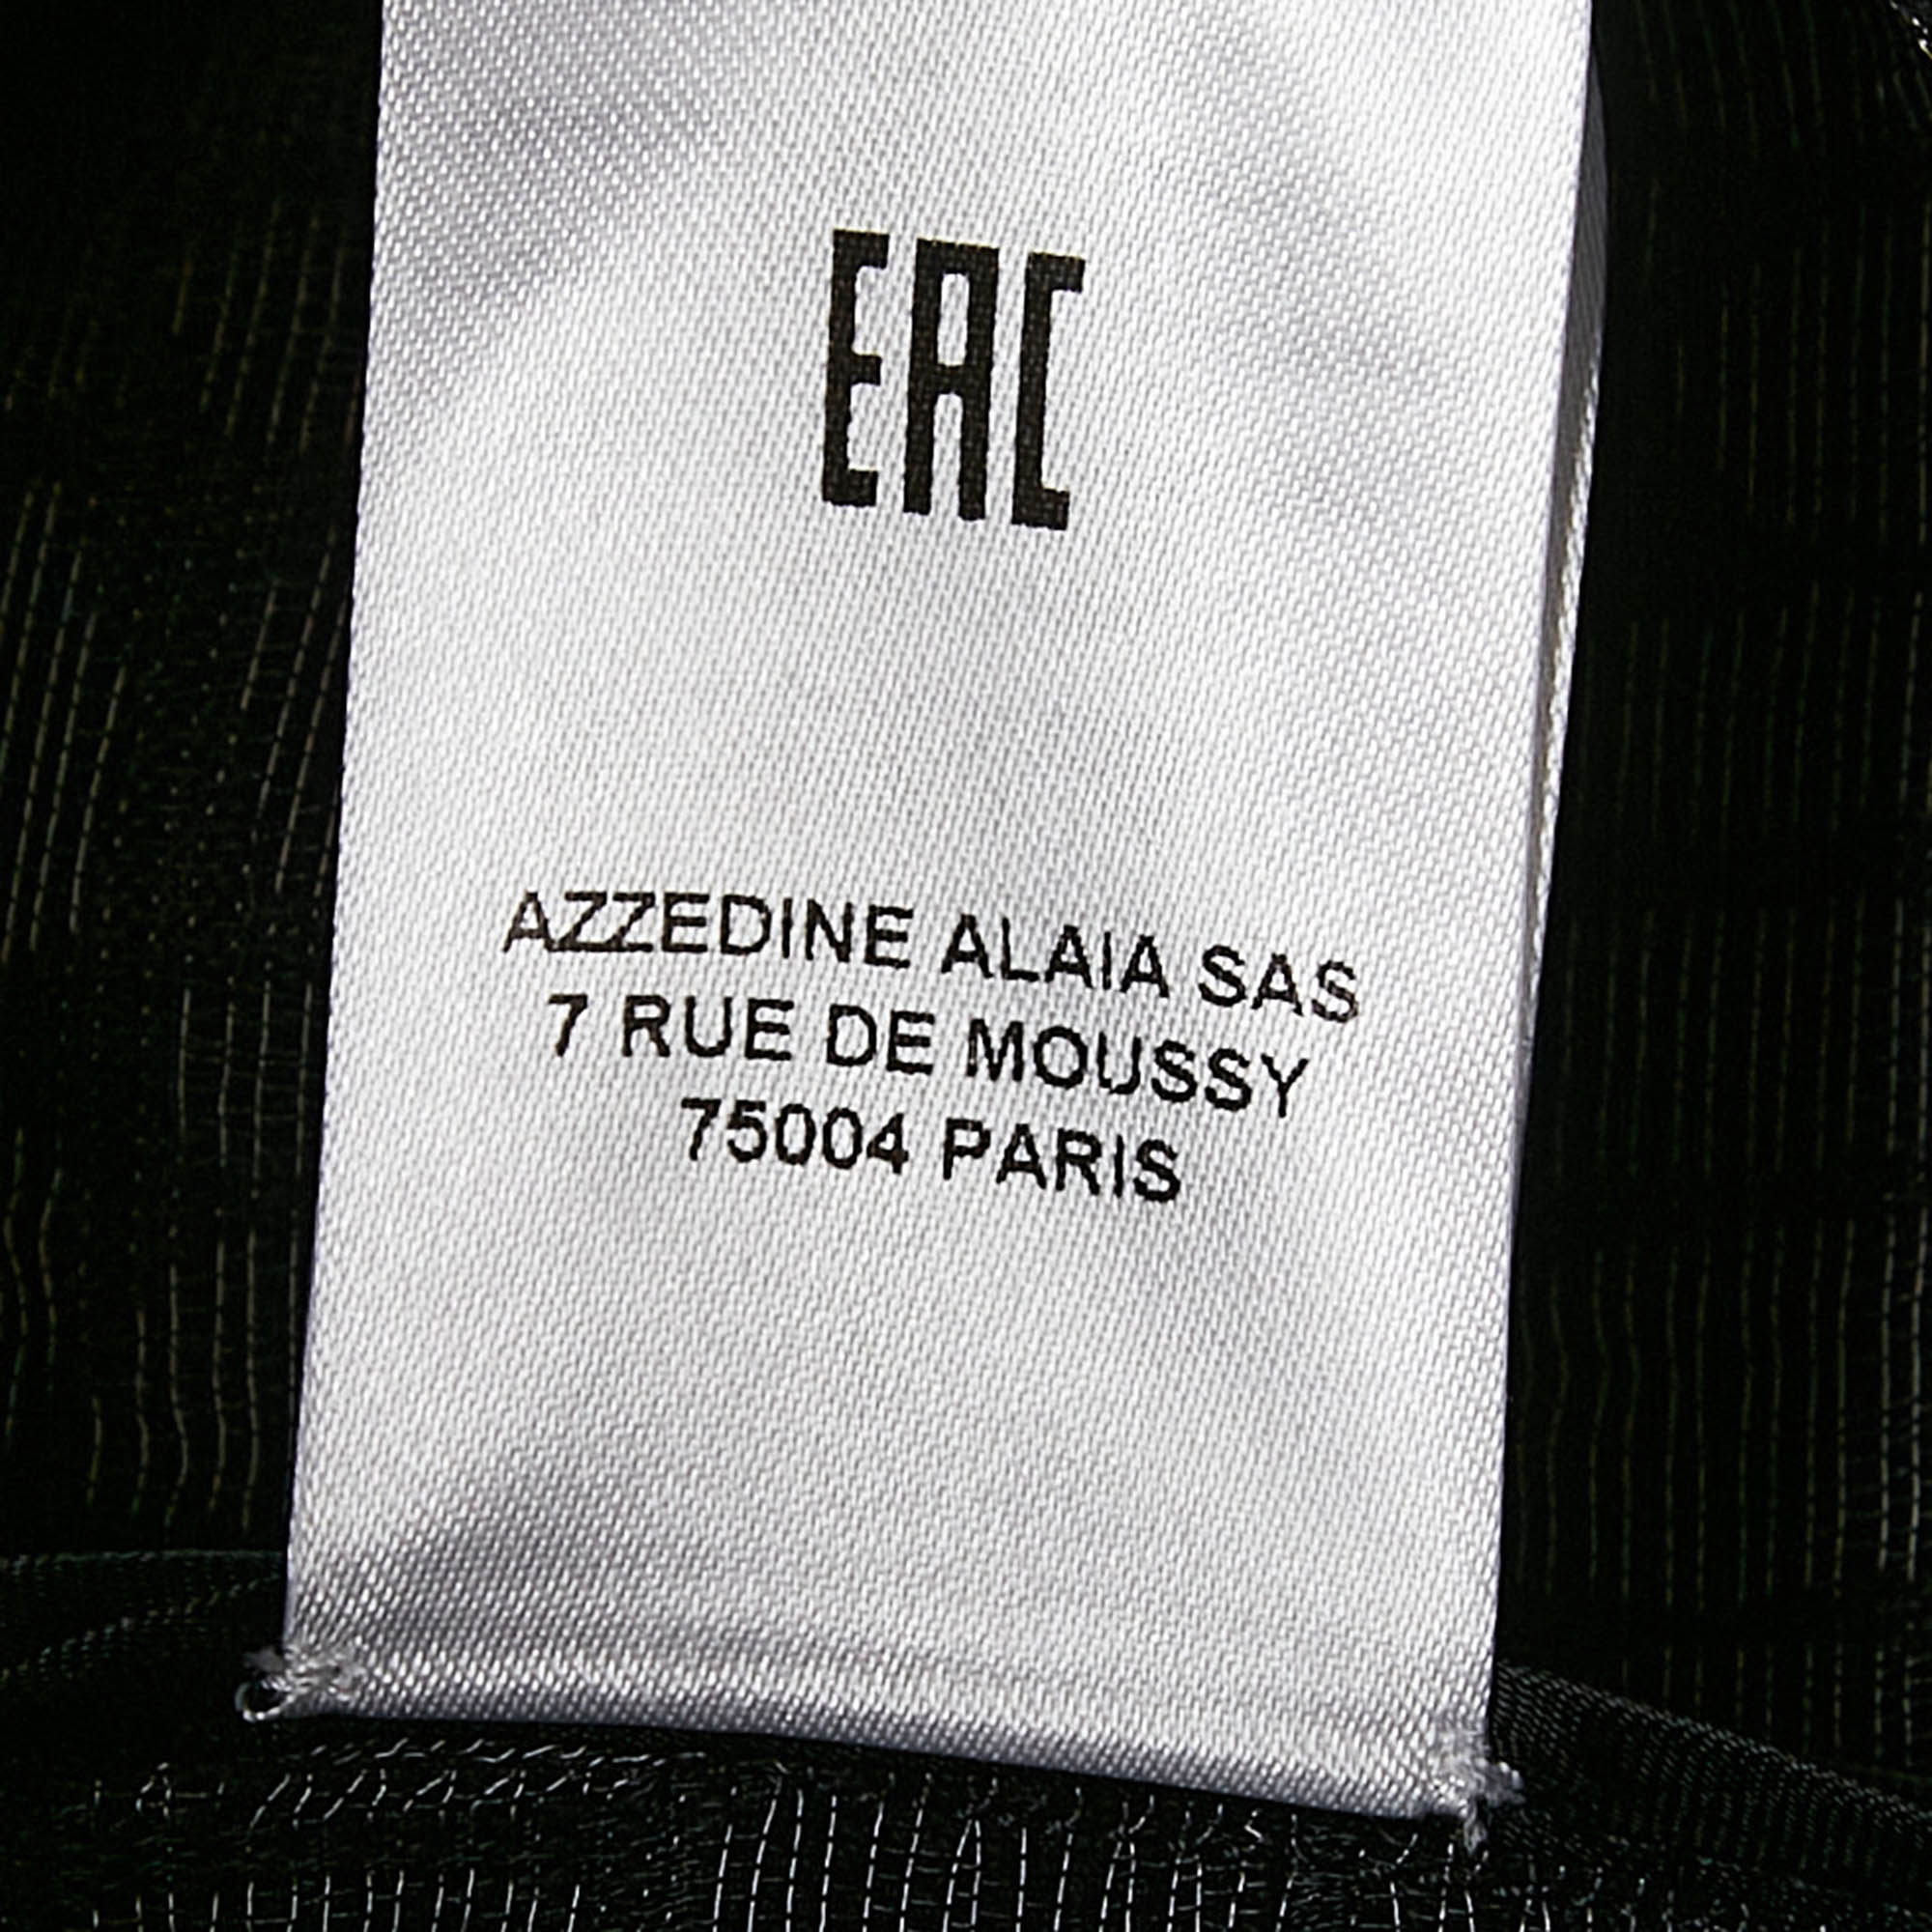 EAC
AZZEDINE ALAIA SAS
7 RUE DE MOUSSY
75004 PARIS